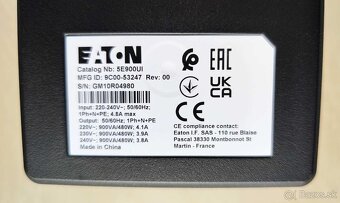 EATON
Catalog Nb: 5E900UI
MFG ID: 9C00-53247 Rev: 00
S/N: GM10R04980
Input: 220-240V~; 50/60Hz;
1Ph+N+PE; 4.8A max
Output: 50/60Hz; 1Ph+N+PE
220V~; 900VA/480W; 4.1A
230V~; 900VA/480W; 3.9A
240V~; 900VA/480W; 3.8A
EAC
UK
CA
CE
CE compliance contact:
Eaton I.F. SAS - 110 rue Blaise
Pascal 38330 Montbonnot St
Martin - France
bazos.sk